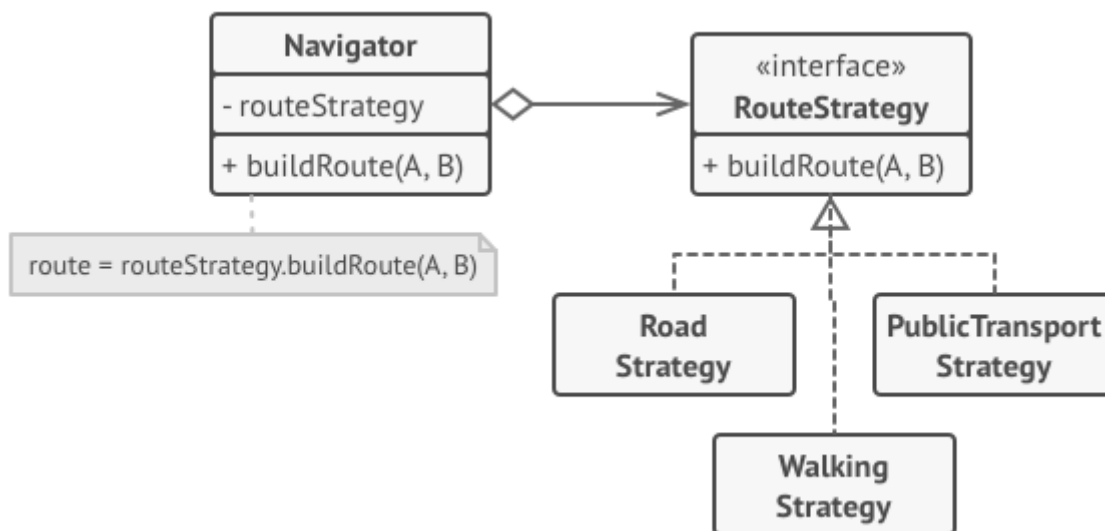 Navigator
- routeStrategy
+ buildRoute(A, B)
route = routeStrategy.buildRoute(A, B)
«interface»
RouteStrategy
+ buildRoute(A, B)
Road
Strategy
PublicTransport
Strategy
Walking
Strategy